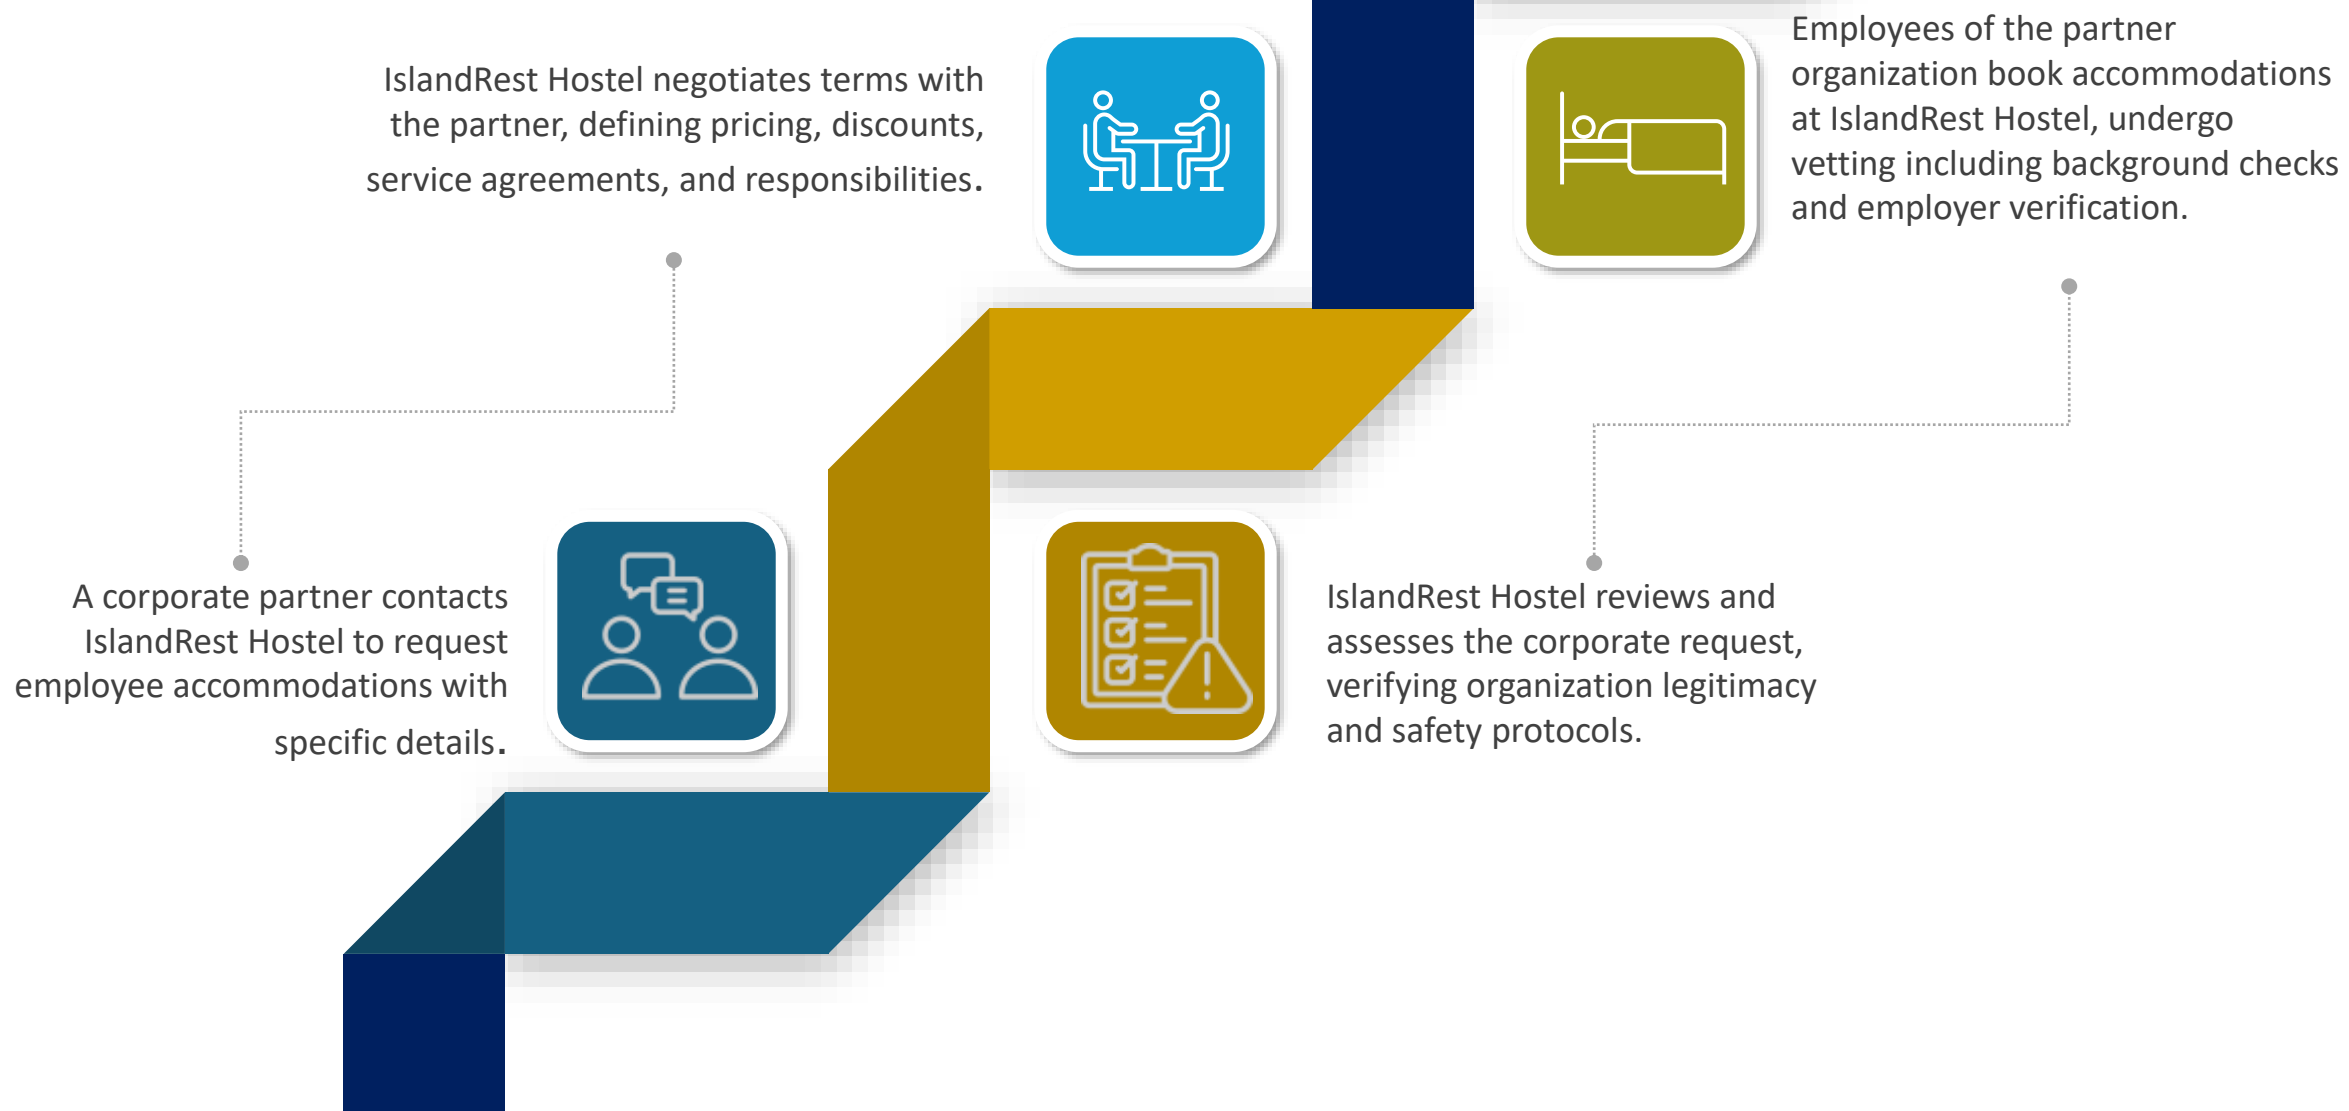 IslandRest Hostel negotiates terms with
the partner, defining pricing, discounts,
service agreements, and responsibilities.
Employees of the partner
organization book accommodations
at IslandRest Hostel, undergo
vetting including background checks
and employer verification.
A corporate partner contacts
IslandRest Hostel to request
employee accommodations with
specific details.
IslandRest Hostel reviews and
assesses the corporate request,
verifying organization legitimacy
and safety protocols.